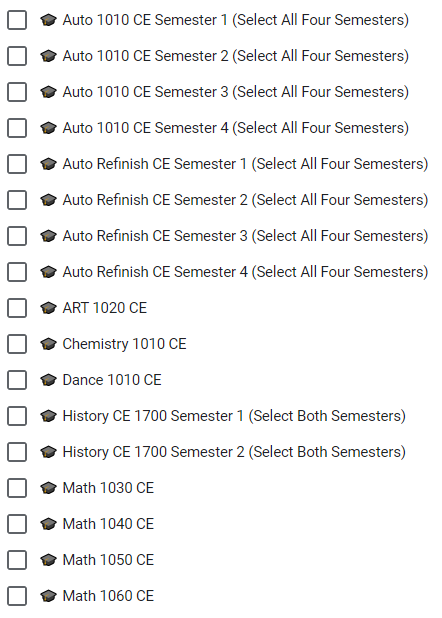 Auto 1010 CE Semester 1 (Select All Four Semesters)
Auto 1010 CE Semester 2 (Select All Four Semesters)
Auto 1010 CE Semester 3 (Select All Four Semesters)
Auto 1010 CE Semester 4 (Select All Four Semesters)
Auto Refinish CE Semester 1 (Select All Four Semesters)
Auto Refinish CE Semester 2 (Select All Four Semesters)
Auto Refinish CE Semester 3 (Select All Four Semesters)
Auto Refinish CE Semester 4 (Select All Four Semesters)
ART 1020 CE
Chemistry 1010 CE
Dance 1010 CE
History CE 1700 Semester 1 (Select Both Semesters)
History CE 1700 Semester 2 (Select Both Semesters)
Math 1030 CE
Math 1040 CE
Math 1050 CE
Math 1060 CE